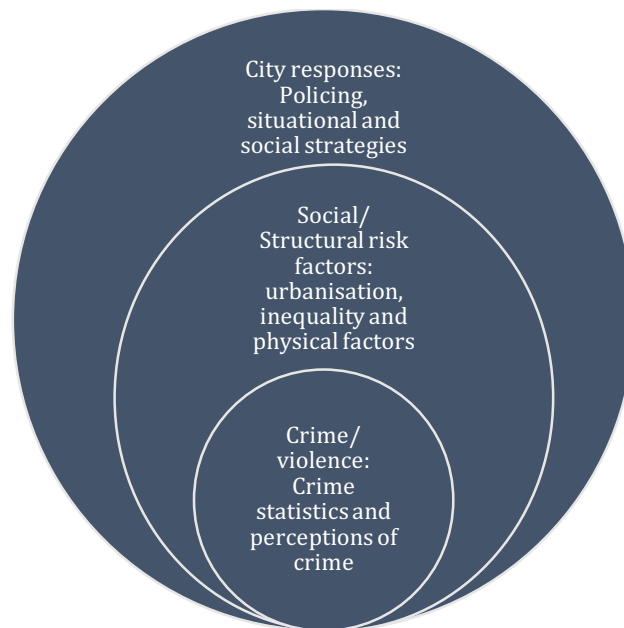 City responses:
Policing,
situational and
social strategies
Social/
Structural risk
factors:
urbanisation,
inequality and
physical factors
Crime/
violence:
Crime
statistics and
perceptions of
crime